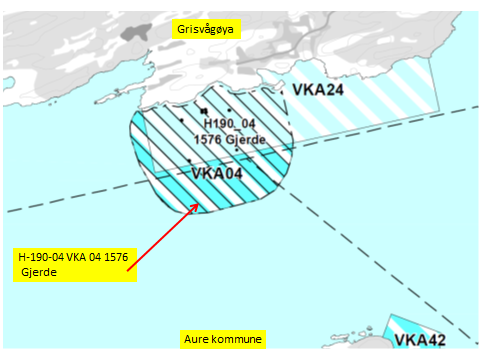 Grisvågøya
VKA24
H190_04
1576 Gjerde
VKA04
H-190-04 VKA 04 1576
Gjerde
Aure kommune
VKA42